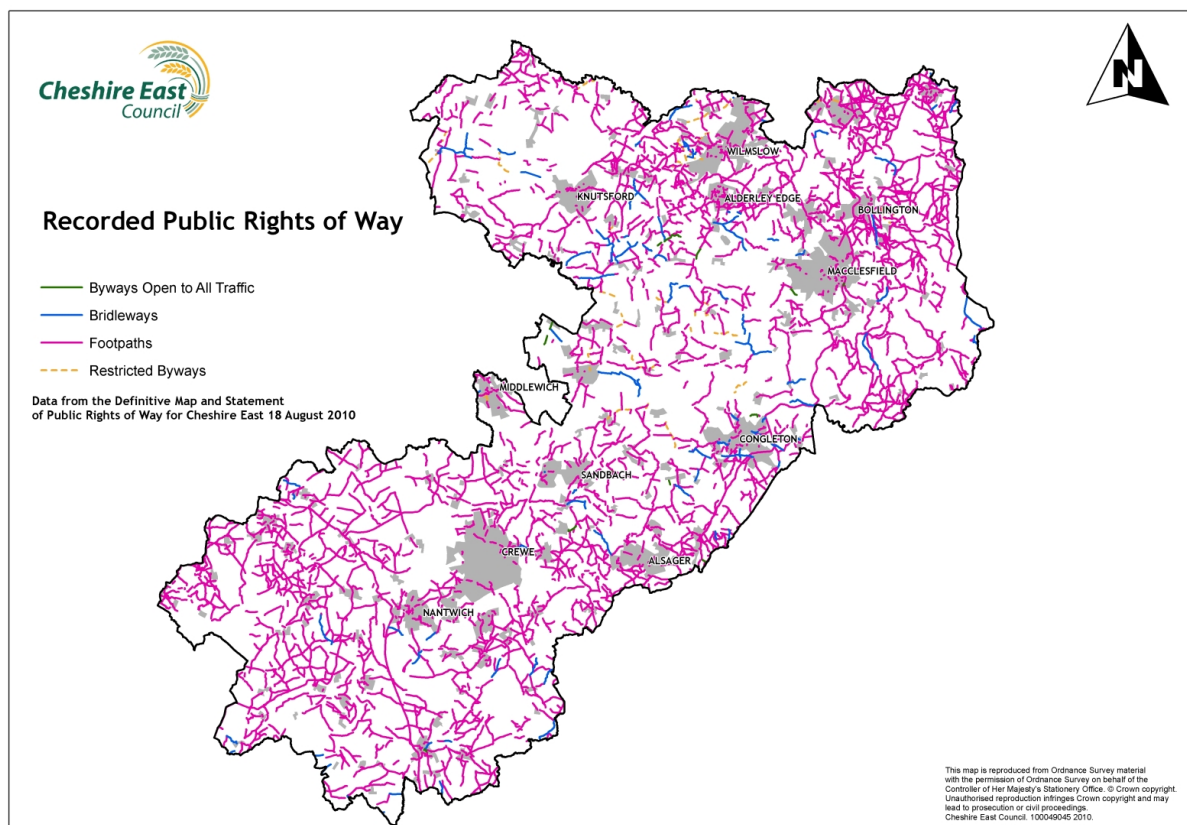 Cheshire East
Council
N
Recorded Public Rights of Way
Byways Open to All Traffic
Bridleways
Footpaths
Restricted Byways
Data from the Definitive Map and Statement
of Public Rights of Way for Cheshire East 18 August 2010
WILMSLOW
KNUTSFORD
ALDERLEY EDGE
BOLLINGTON
MACCLESFIELD
MIDDLEWICH
CONGLETON
SANDBACH
CREWE
ALSAGER
NANTWICH
This map is reproduced from Ordnance Survey material
with the permission of Ordnance Survey on behalf of the
Controller of Her Majesty's Stationery Office. © Crown copyright.
Unauthorised reproduction infringes Crown copyright and may
lead to prosecution or civil proceedings.
Cheshire East Council. 100049045 2010.